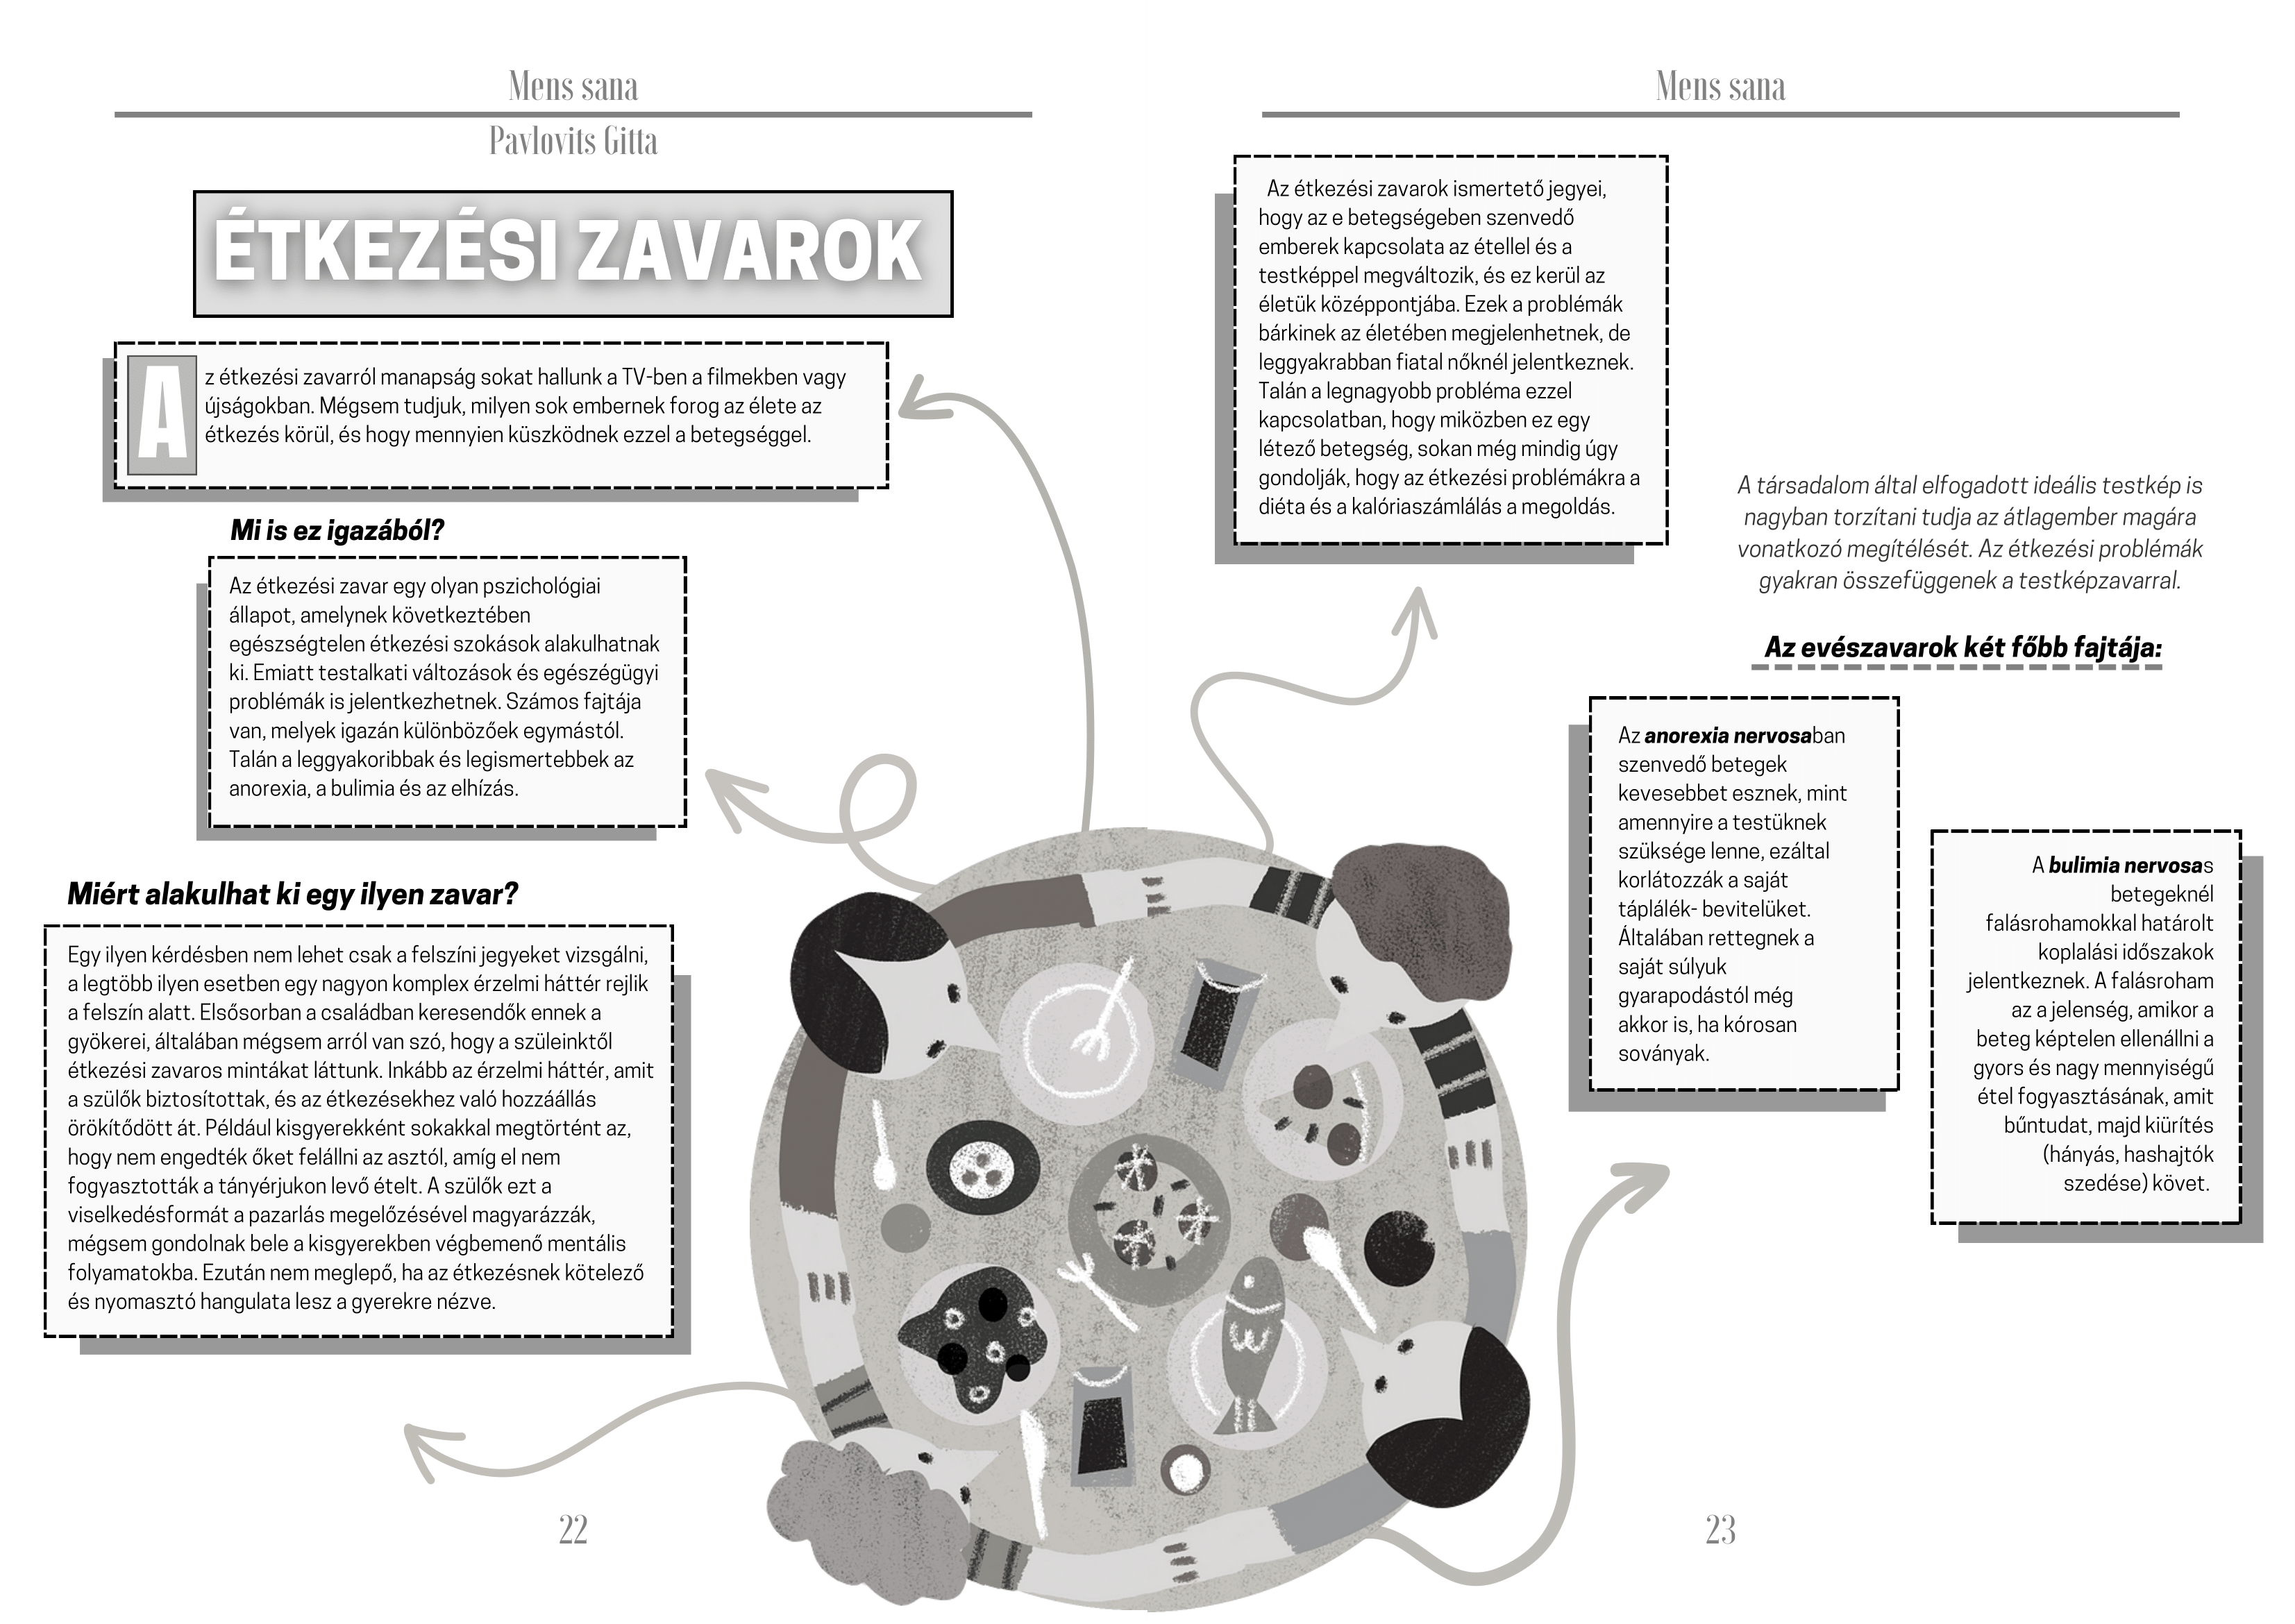 Mens sana
Pavlovits Gitta
ÉTKEZÉSI ZAVAROK
Az étkezési zavarról manapság sokat hallunk a TV-ben a filmekben vagy
újságokban. Mégsem tudjuk, milyen sok embernek forog az élete az
étkezés körül, és hogy mennyien küszködnek ezzel a betegséggel.
Mi is ez igazából?
Az étkezési zavar egy olyan pszichológiai
állapot, amelynek következtében
egészségtelen étkezési szokások alakulhatnak
ki. Emiatt testalkati változások és egészégügyi
problémák is jelentkezhetnek. Számos fajtája
van, melyek igazán különbözőek egymástól.
Talán a leggyakoribbak és legismertebbek az
anorexia, a bulimia és az elhízás.
Miért alakulhat ki egy ilyen zavar?
Egy ilyen kérdésben nem lehet csak a felszíni jegyeket vizsgálni,
a legtöbb ilyen esetben egy nagyon komplex érzelmi háttér rejlik
a felszín alatt. Elsősorban a családban keresendők ennek a
gyökerei, általában mégsem arról van szó, hogy a szüleinktől
étkezési zavaros mintákat láttunk. Inkább az érzelmi háttér, amit
a szülők biztosítottak, és az étkezésekhez való hozzáállás
örökítődött át. Például kisgyerekként sokakkal megtörtént az,
hogy nem engedték őket felállni az asztól, amíg el nem
fogyasztották a tányérjukon levő ételt. A szülők ezt a
viselkedésformát a pazarlás megelőzésével magyarázzák,
mégsem gondolnak bele a kisgyerekben végbemenő mentális
folyamatokba. Ezután nem meglepő, ha az étkezésnek kötelező
és nyomasztó hangulata lesz a gyerekre nézve.
22
Mens sana
Az étkezési zavarok ismertető jegyei,
hogy az e betegségeben szenvedő
emberek kapcsolata az étellel és a
testképpel megváltozik, és ez kerül az
életük középpontjába. Ezek a problémák
bárkinek az életében megjelenhetnek, de
leggyakrabban fiatal nőknél jelentkeznek.
Talán a legnagyobb probléma ezzel
kapcsolatban, hogy miközben ez egy
létező betegség, sokan még mindig úgy
gondolják, hogy az étkezési problémákra a
diéta és a kalóriaszámlálás a megoldás.
A társadalom által elfogadott ideális testkép is
nagyban torzítani tudja az átlagember magára
vonatkozó megítélését. Az étkezési problémák
gyakran összefüggenek a testképzavarral.
Az evészavarok két főbb fajtája:
Az anorexia nervosaban
szenvedő betegek
kevesebbet esznek, mint
amennyire a testüknek
szüksége lenne, ezáltal
korlátozzák a saját
táplálék- bevitelüket.
Általában rettegnek a
saját súlyuk
gyarapodástól még
akkor is, ha kórosan
soványak.
A bulimia nervosas
betegeknél
falásrohamokkal határolt
koplalási időszakok
jelentkeznek. A falásroham
az a jelenség, amikor a
beteg képtelen ellenállni a
gyors és nagy mennyiségű
étel fogyasztásának, amit
bűntudat, majd kiürítés
(hányás, hashajtók
szedése) követ.
23